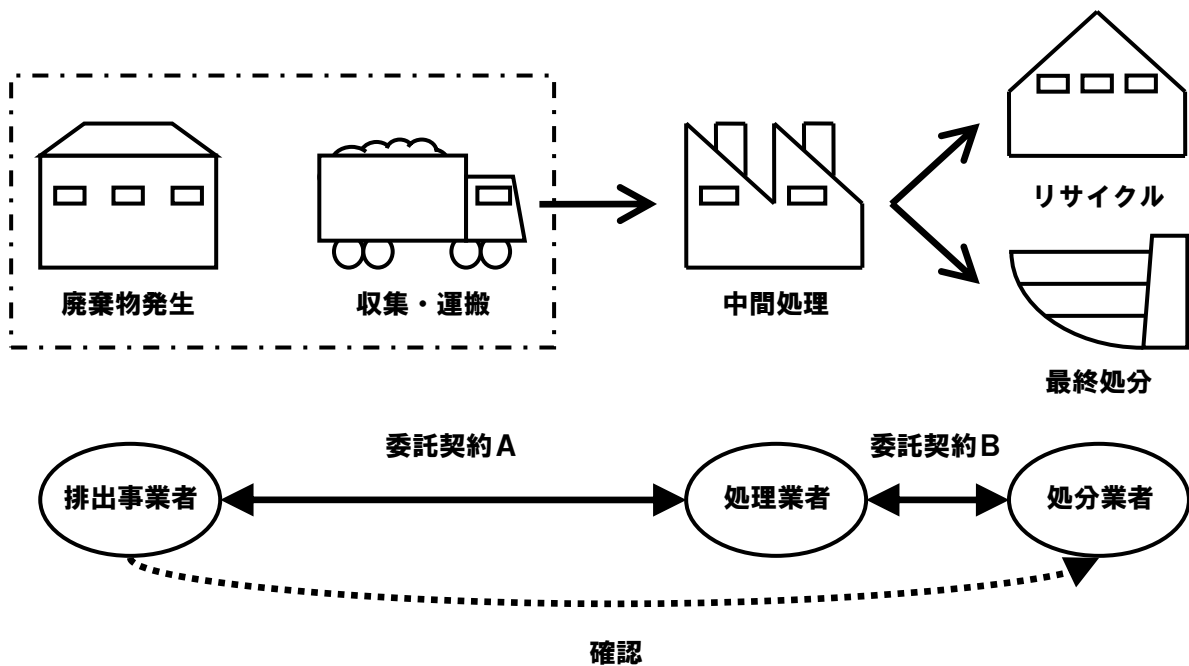 リサイクル
廃棄物発生
収集・運搬
中間処理
最終処分
委託契約A
委託契約B
排出事業者
処理業者
処分業者
確認